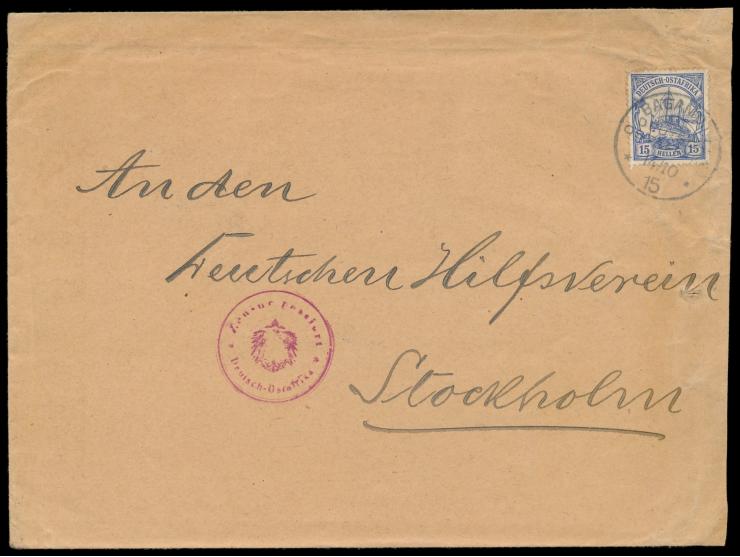 DEUTSCH-OSTAFRIKA
15 HELLER 15
15
An den
Deutschen Hilfsverein
Zensur Passiert
Deutsch-Ostafrika
Stockholm